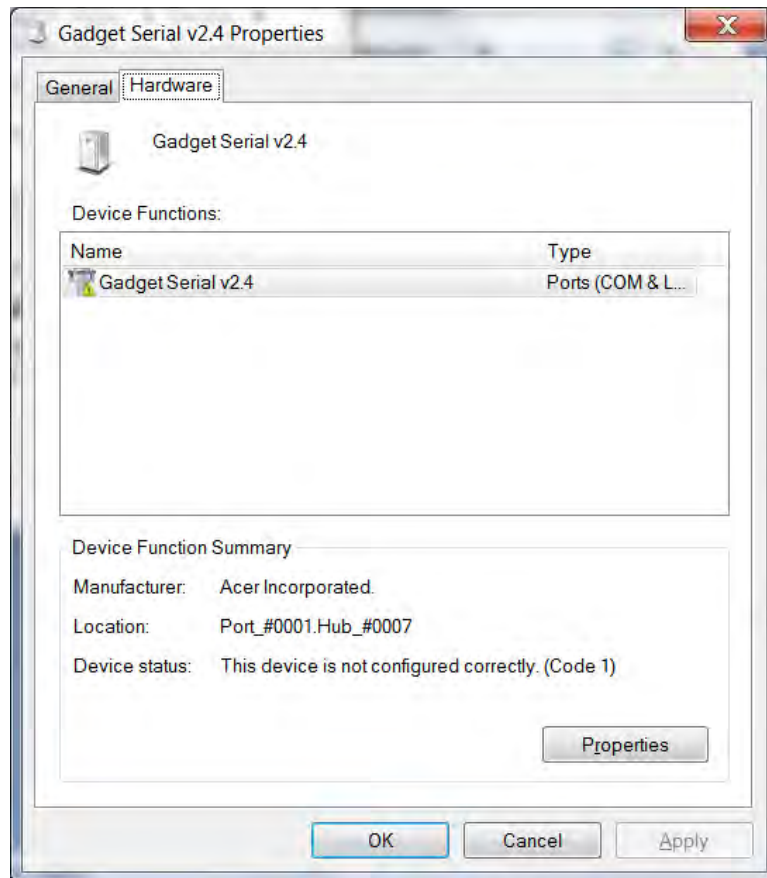 Gadget Serial v2.4 Properties
General Hardware
Gadget Serial v2.4
Device Functions:
Name Type
Gadget Serial v2.4 Ports (COM & L...
Device Function Summary
Manufacturer: Acer Incorporated.
Location: Port_#0001.Hub_#0007
Device status: This device is not configured correctly. (Code 1)
Properties
OK Cancel Apply